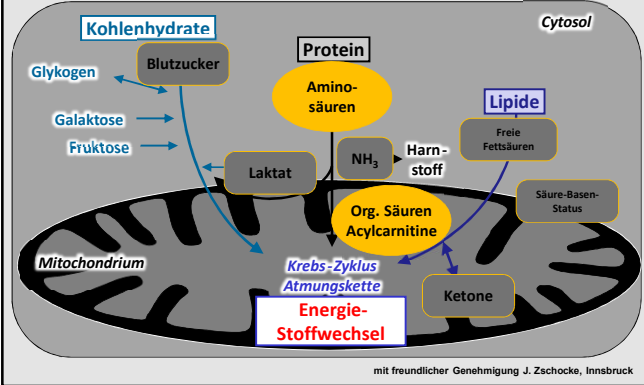 Cytosol
Kohlenhydrate
Protein
Blutzucker
Glykogen
Amino-
säuren
Lipide
Galaktose
Freie
Fettsäuren
Fruktose
NH3
Harn-
stoff
Laktat
Säure-Basen-
Status
Org. Säuren
Acylcarnitine
Mitochondrium
Krebs-Zyklus
Atmungskette
Ketone
Energie-
Stoffwechsel
mit freundlicher Genehmigung J. Zschocke, Innsbruck